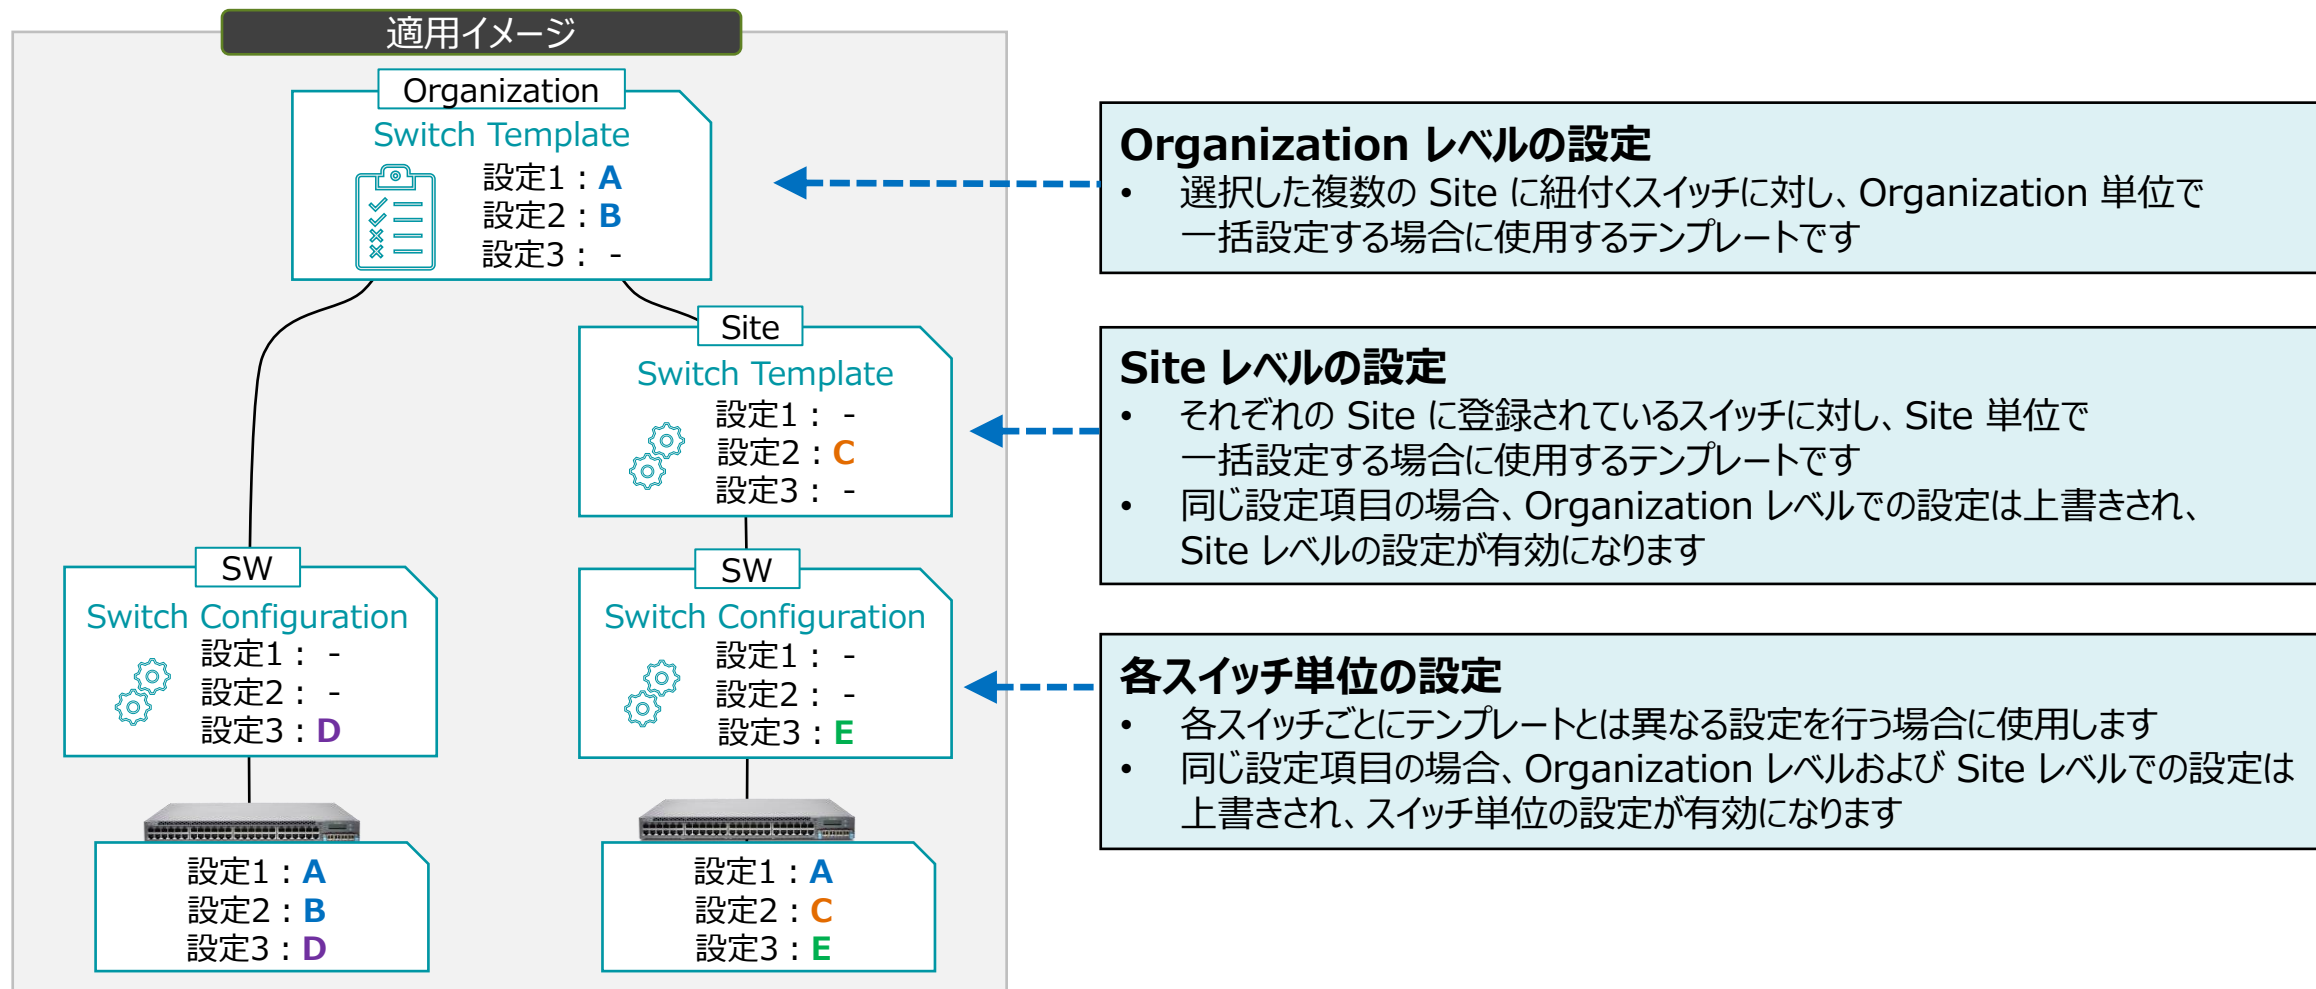 適用イメージ
Organization
Switch Template
設定1：A
設定2：B
設定3： -
Site
Switch Template
設定1： -
設定2：C
設定3： -
SW
Switch Configuration
設定1： -
設定2： -
設定3：D
SW
Switch Configuration
設定1： -
設定2： -
設定3：E
設定1：A
設定2：B
設定3：D
設定1：A
設定2：C
設定3：E
Organization レベルの設定
• 選択した複数の Site に紐付くスイッチに対し、Organization 単位で
一括設定する場合に使用するテンプレートです
Site レベルの設定
• それぞれの Site に登録されているスイッチに対し、Site 単位で
一括設定する場合に使用するテンプレートです
• 同じ設定項目の場合、Organization レベルでの設定は上書きされ、
Site レベルの設定が有効になります
各スイッチ単位の設定
• 各スイッチごとにテンプレートとは異なる設定を行う場合に使用します
• 同じ設定項目の場合、Organization レベルおよび Site レベルでの設定は
上書きされ、スイッチ単位の設定が有効になります